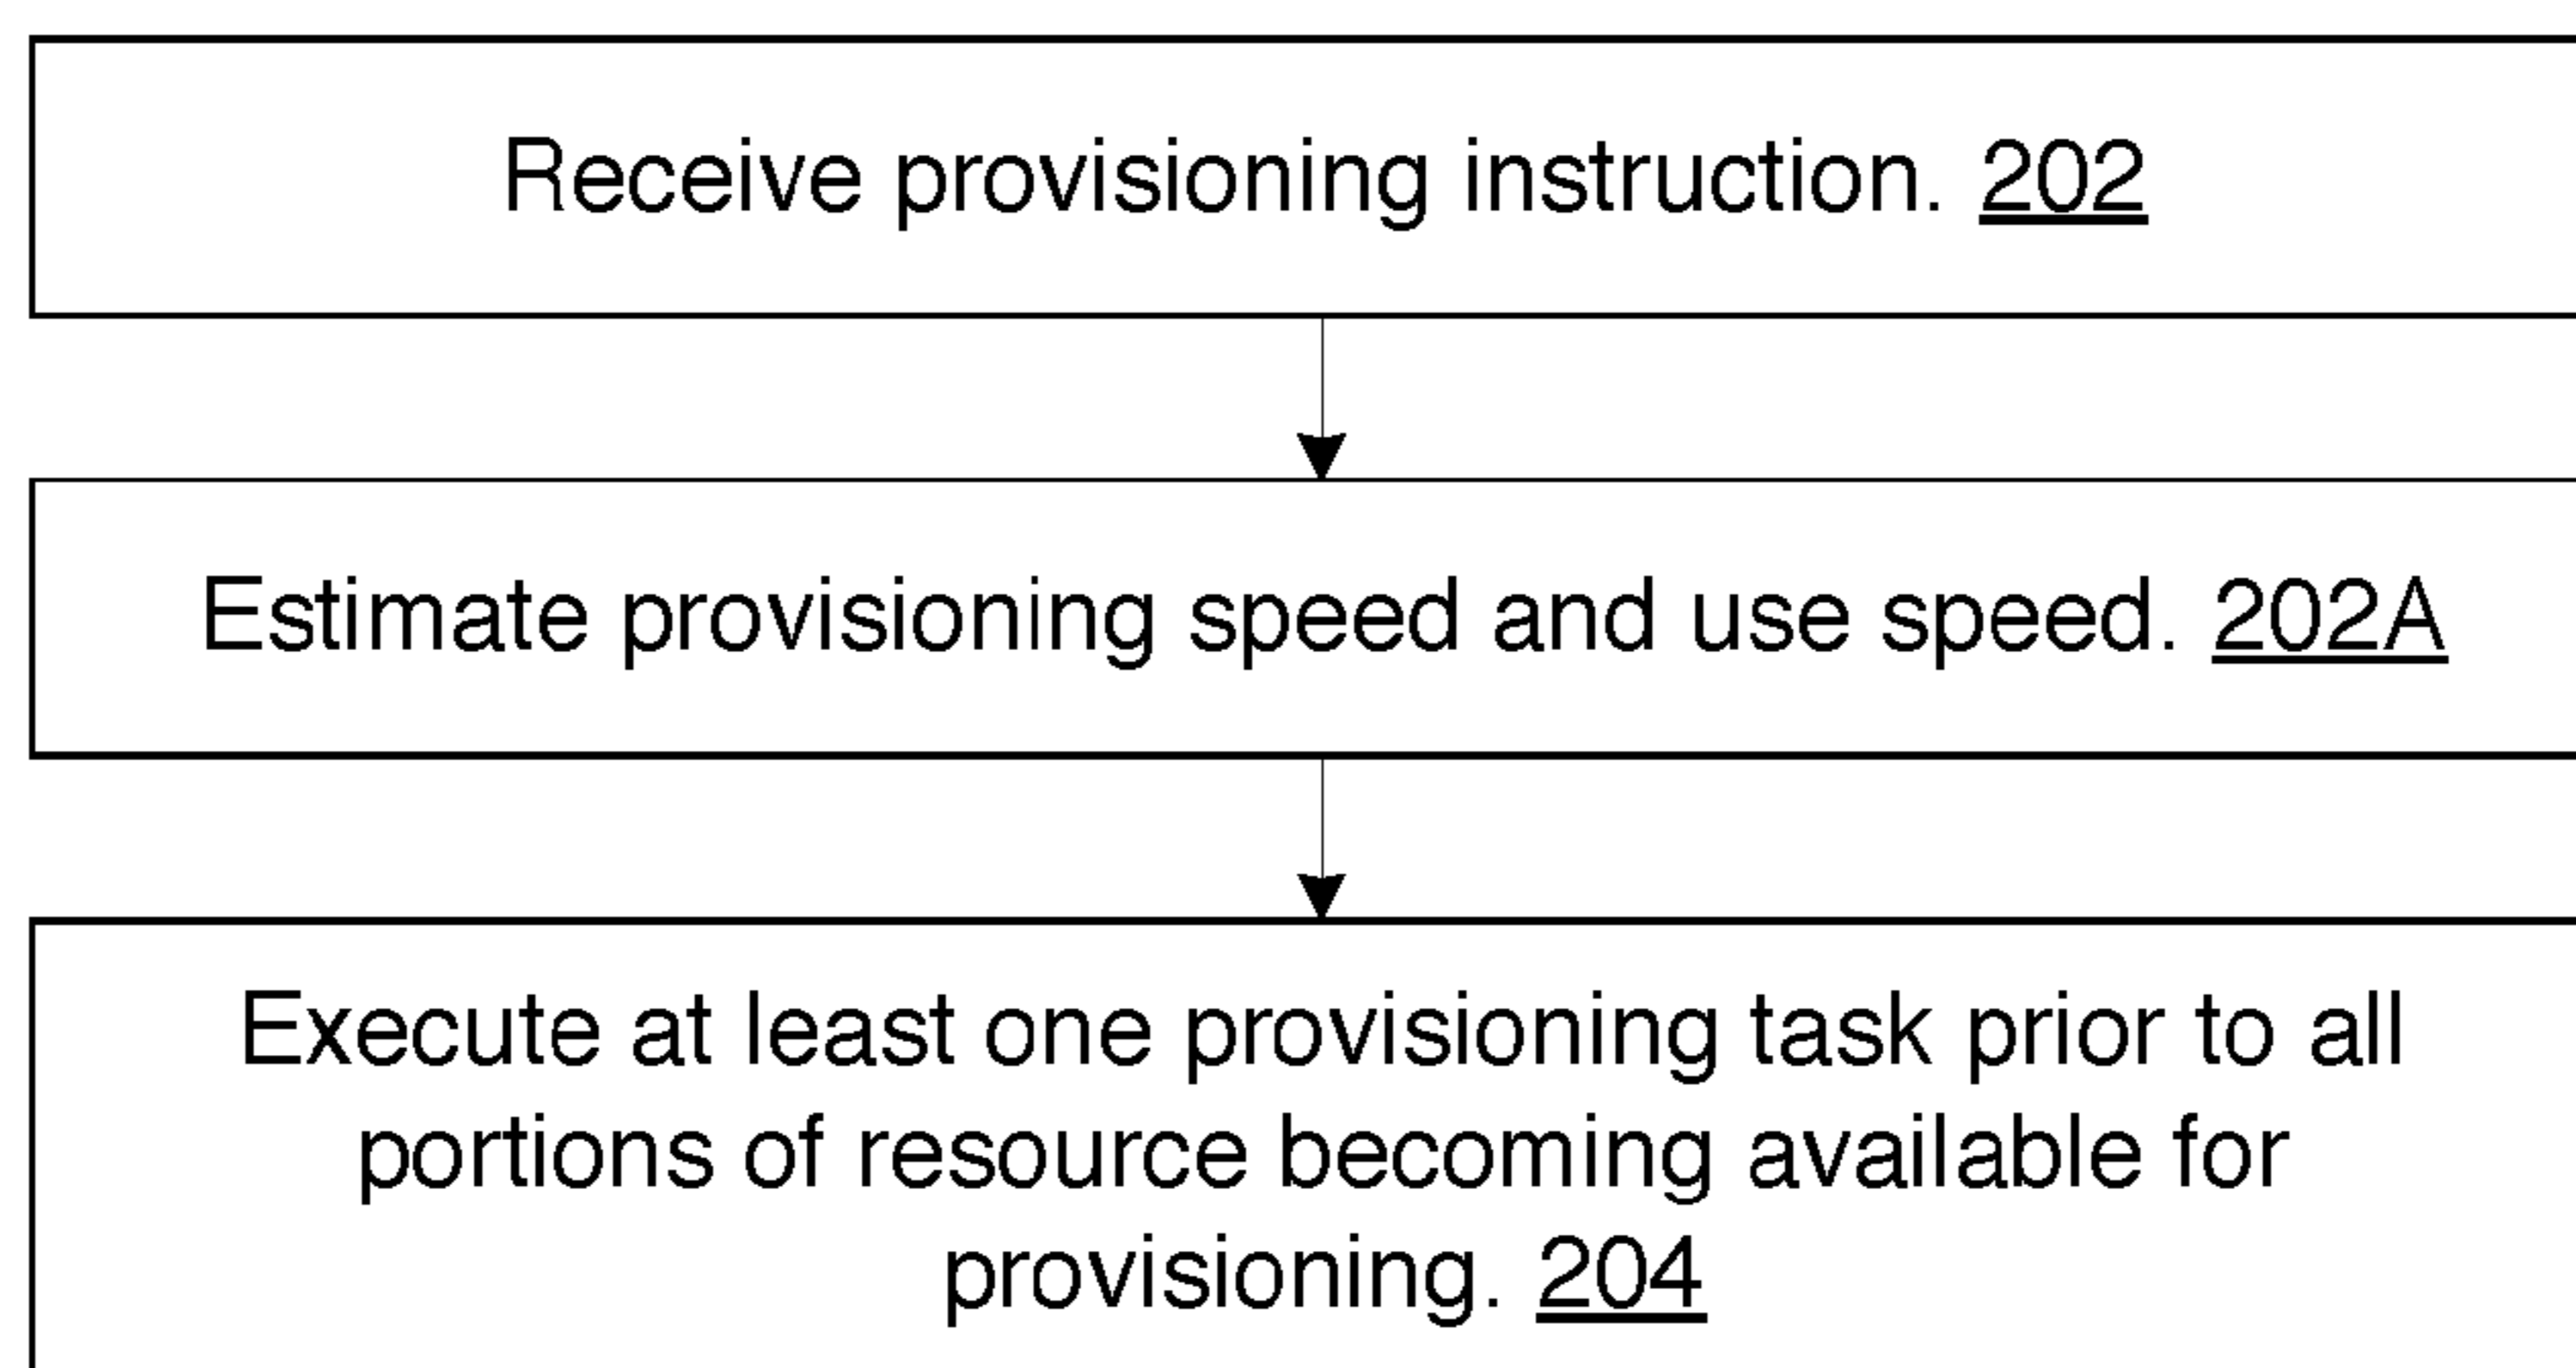 Receive provisioning instruction. 202
Estimate provisioning speed and use speed. 202A
Execute at least one provisioning task prior to all
portions of resource becoming available for
provisioning. 204